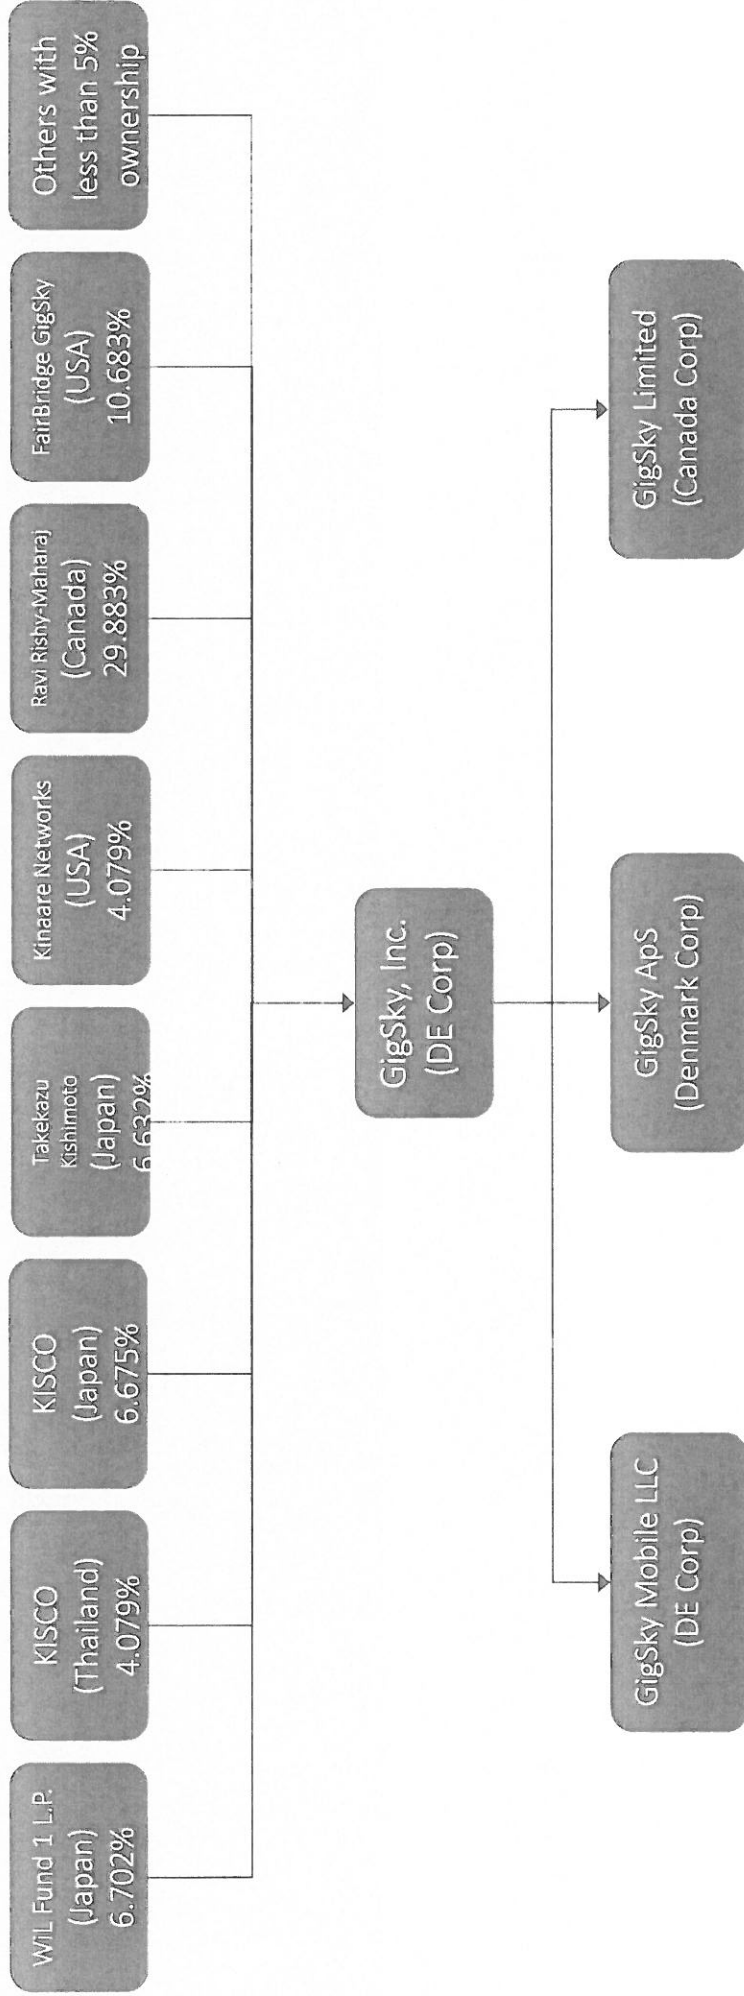 WiL Fund 1 L.P.
(Japan)
6.702%
KISCO
(Thailand)
4.079%
KISCO
(Japan)
6.675%
Takekazu
Kishimoto
(Japan)
6.632%
Kinaare Networks
(USA)
4.079%
Ravi Rishy-Maharaj
(Canada)
29.883%
FairBridge GigSky
(USA)
10.683%
Others with
less than 5%
ownership
GigSky, Inc.
(DE Corp)
GigSky Mobile LLC
(DE Corp)
GigSky ApS
(Denmark Corp)
GigSky Limited
(Canada Corp)